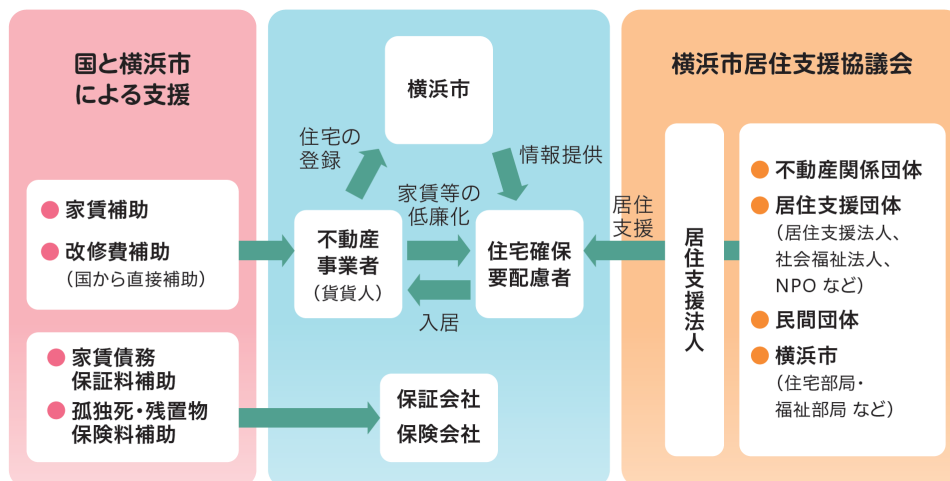 国と横浜市
による支援
家賃補助
改修費補助
（国から直接補助）
家賃債務
保証料補助
孤独死・残置物
保険料補助
横浜市
住宅の
登録
情報提供
家賃等の
低廉化
不動産
事業者
（貨貨人）
住宅確保
要配慮者
入居
保証会社
保険会社
横浜市居住支援協議会
居住
支援
居住支援法人
不動産関係団体
居住支援団体
（居住支援法人、
社会福祉法人、
NPO など）
民間団体
横浜市
（住宅部局・
福祉部局 など）